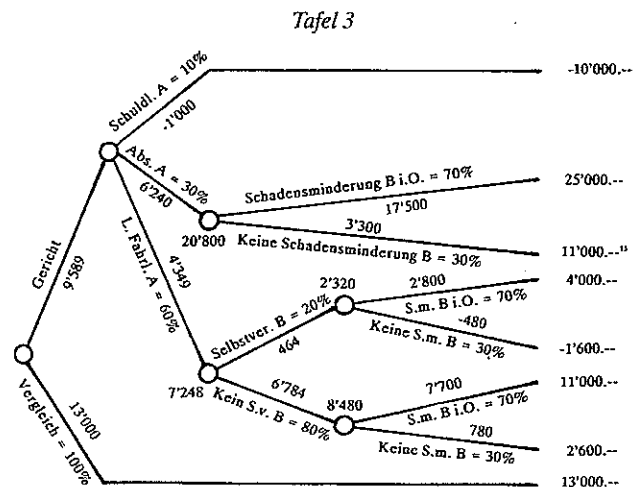 Tafel 3
Schuldl. A = 10%
-1'000
-10'000.--
Abs. A = 30%
6'240
20'800
Schadensminderung B i.O. = 70%
17'500
25'000.--
3'300
Keine Schadensminderung B = 30%
11'000.--¹³
Gericht
9'589
L. Fahrl. A = 60%
4'349
7'248
Selbstver. B = 20%
464
2'320
2'800
S.m. B i.O. = 70%
4'000.--
-480
Keine S.m. B = 30%
-1'600.--
6'784
Kein S.v. B = 80%
8'480
7'700
S.m. B i.O. = 70%
11'000.--
780
Keine S.m. B = 30%
2'600.--
13'000
Vergleich = 100%
13'000.--